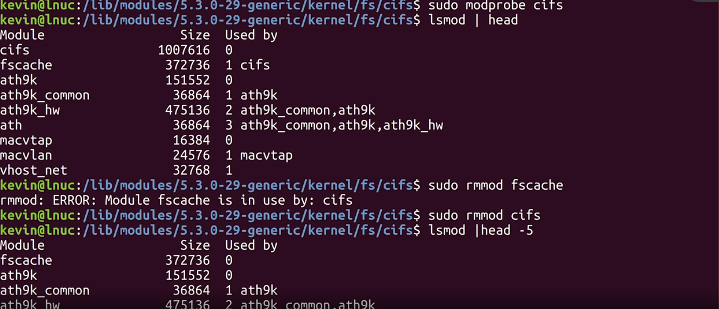 kevin@lnuc:/lib/modules/5.3.0-29-generic/kernel/fs/cifs$ sudo modprobe cifs
kevin@lnuc:/lib/modules/5.3.0-29-generic/kernel/fs/cifs$ lsmod | head
Module                  Size  Used by
cifs                 1007616  0
fscache               372736  1 cifs
ath9k                 151552  0
ath9k_common           36864  1 ath9k
ath9k_hw              475136  2 ath9k_common,ath9k
ath                    36864  3 ath9k_common,ath9k,ath9k_hw
macvtap                16384  0
macvlan                24576  1 macvtap
vhost_net              32768  1
kevin@lnuc:/lib/modules/5.3.0-29-generic/kernel/fs/cifs$ sudo rmmod fscache
rmmod: ERROR: Module fscache is in use by: cifs
kevin@lnuc:/lib/modules/5.3.0-29-generic/kernel/fs/cifs$ sudo rmmod cifs
kevin@lnuc:/lib/modules/5.3.0-29-generic/kernel/fs/cifs$ lsmod |head -5
Module                  Size  Used by
fscache               372736  0
ath9k                 151552  0
ath9k_common           36864  1 ath9k
ath9k_hw              475136  2 ath9k_common,ath9k